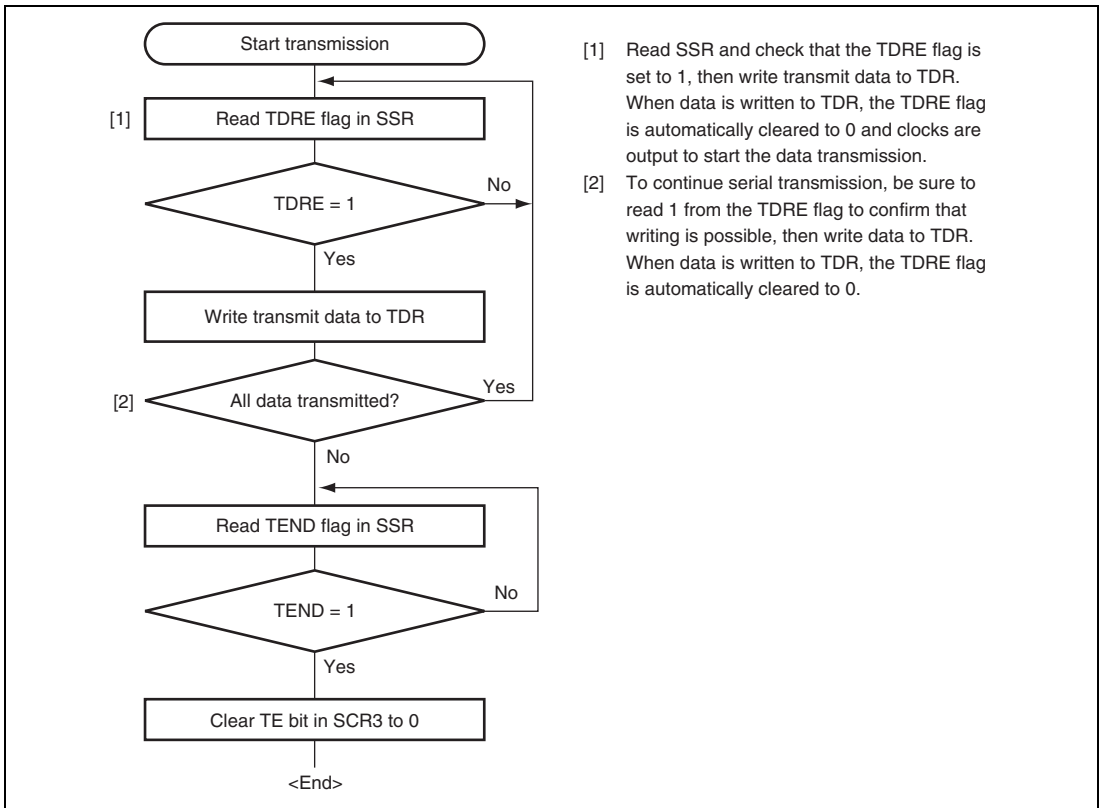 Start transmission
[1]
Read TDRE flag in SSR
TDRE = 1
No
Yes
Write transmit data to TDR
[2]
All data transmitted?
Yes
No
Read TEND flag in SSR
TEND = 1
No
Yes
Clear TE bit in SCR3 to 0
<End>
[1] Read SSR and check that the TDRE flag is
set to 1, then write transmit data to TDR.
When data is written to TDR, the TDRE flag
is automatically cleared to 0 and clocks are
output to start the data transmission.
[2] To continue serial transmission, be sure to
read 1 from the TDRE flag to confirm that
writing is possible, then write data to TDR.
When data is written to TDR, the TDRE flag
is automatically cleared to 0.